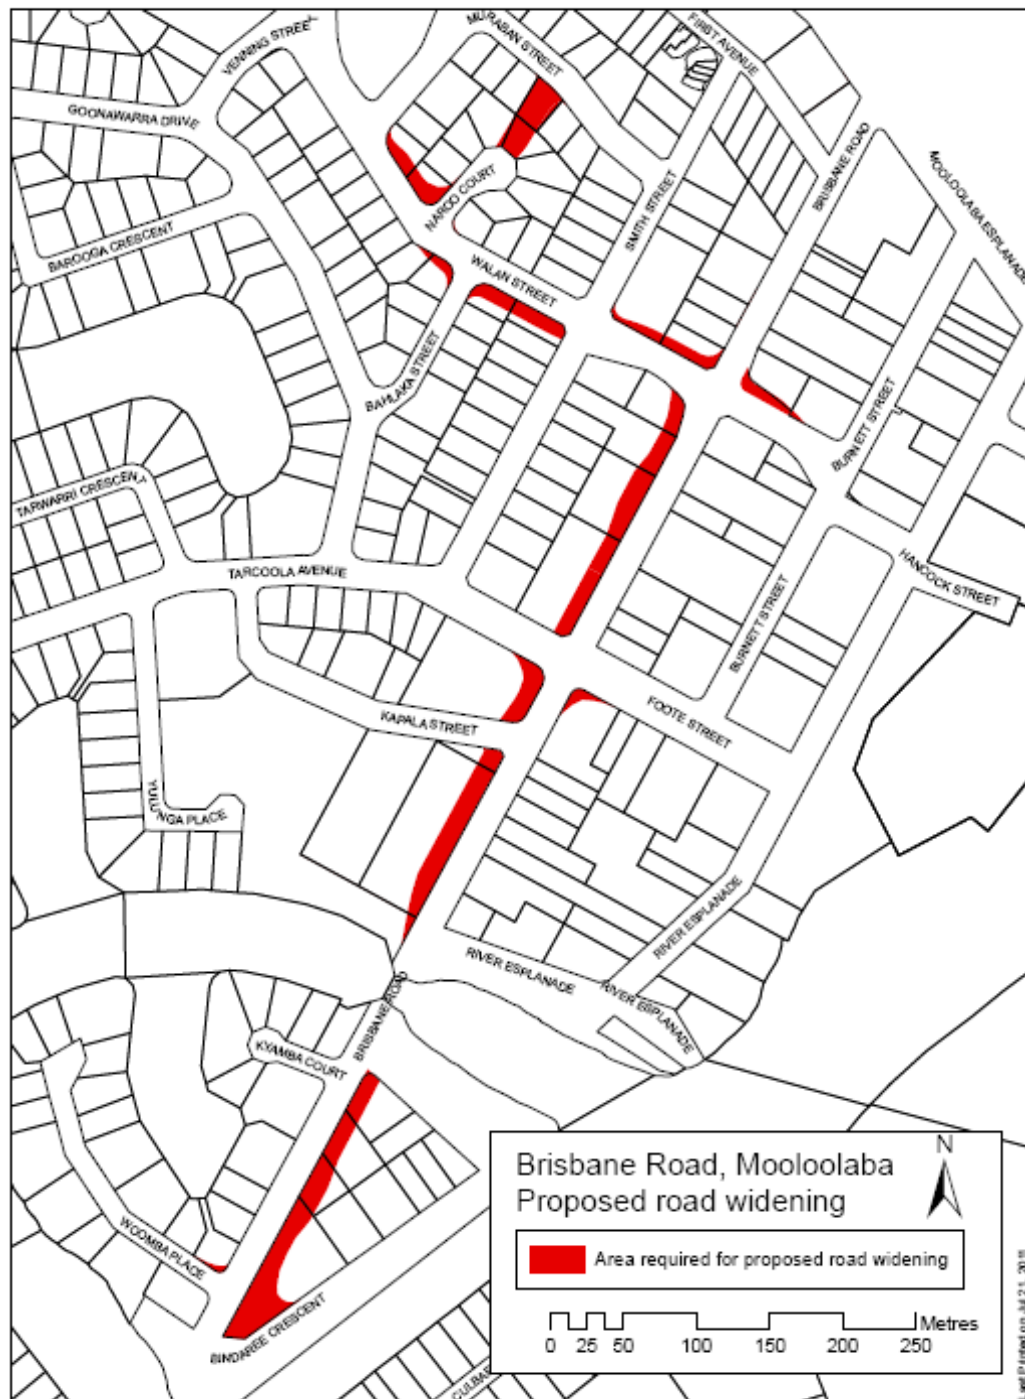 MURABAN STREET
FIRST AVENUE
VENNING STREET
GOONAWARRA DRIVE
BRISBANE ROAD
MOOLOOLABA ESPLANADE
NAROO COURT
SMITH STREET
BAROOGA CRESCENT
WALAN STREET
BAHLAKA STREET
BURNETT STREET
TARWARRI CRESCENT
HANCOCK STREET
TARCOOLA AVENUE
BURNETT STREET
KAPALA STREET
FOOTE STREET
YULUNGA PLACE
RIVER ESPLANADE
RIVER ESPLANADE
RIVER ESPLANADE
BRISBANE ROAD
KYAMBA COURT
WOOMBA PLACE
BINDAREE CRESCENT
Brisbane Road, Mooloolaba
Proposed road widening
N
Area required for proposed road widening
Metres
0 25 50 100 150 200 250